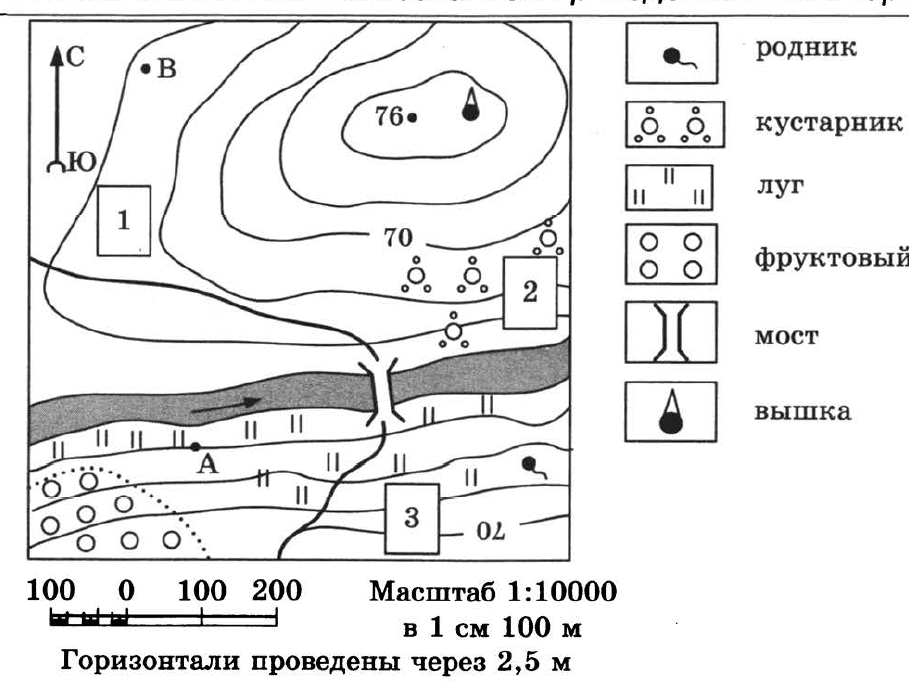 С
В
родник
76
кустарник
Ю
1
луг
70
фруктовый
2
мост
вышка
А
3
70
100 0 100 200
Масштаб 1:10000
в 1 см 100 м
Горизонтали проведены через 2,5 м